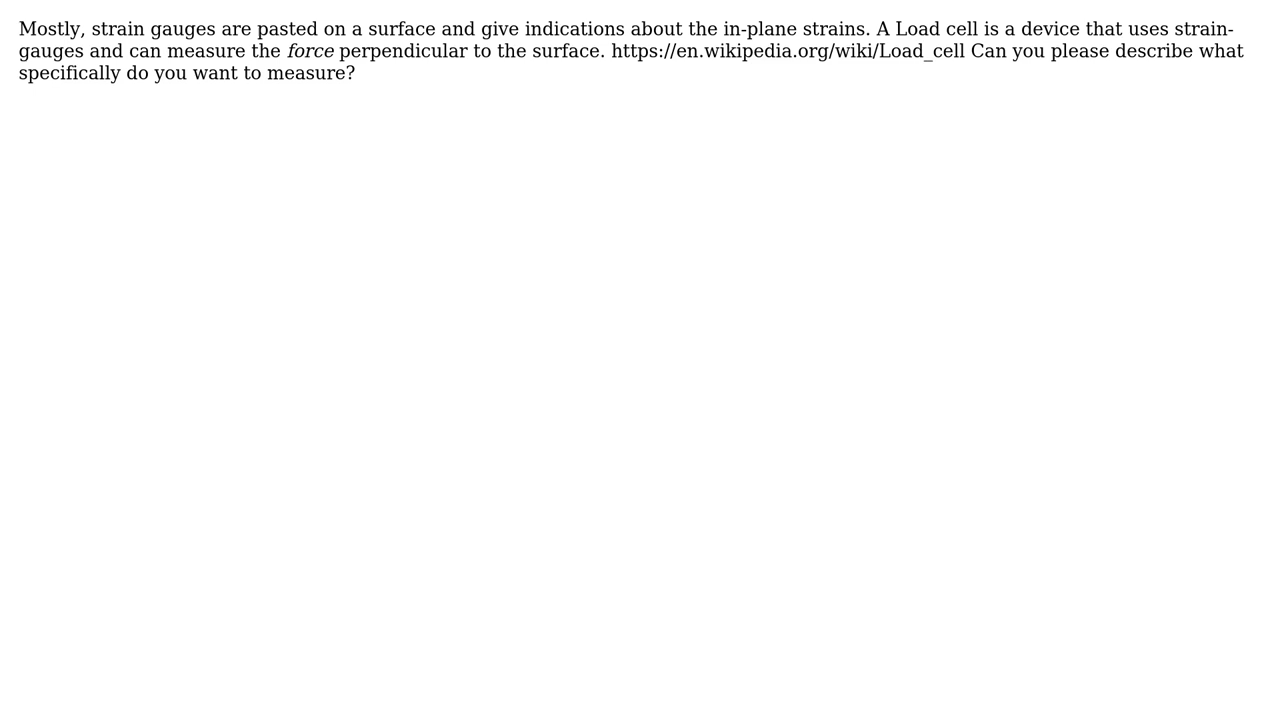 Mostly, strain gauges are pasted on a surface and give indications about the in-plane strains. A Load cell is a device that uses strain-
gauges and can measure the force perpendicular to the surface. https://en.wikipedia.org/wiki/Load_cell Can you please describe what
specifically do you want to measure?